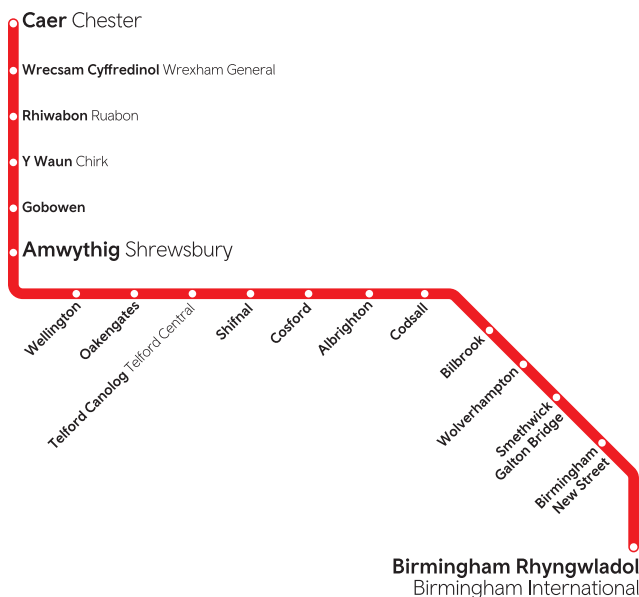 Caer Chester
Wrecsam Cyffredinol Wrexham General
Rhiwabon Ruabon
Y Waun Chirk
Gobowen
Amwythig Shrewsbury
Wellington
Oakengates
Telford Canolog Telford Central
Shifnal
Cosford
Albrighton
Codsall
Bilbrook
Wolverhampton
Smethwick
Galton Bridge
Birmingham
New Street
Birmingham Rhyngwladol
Birmingham International